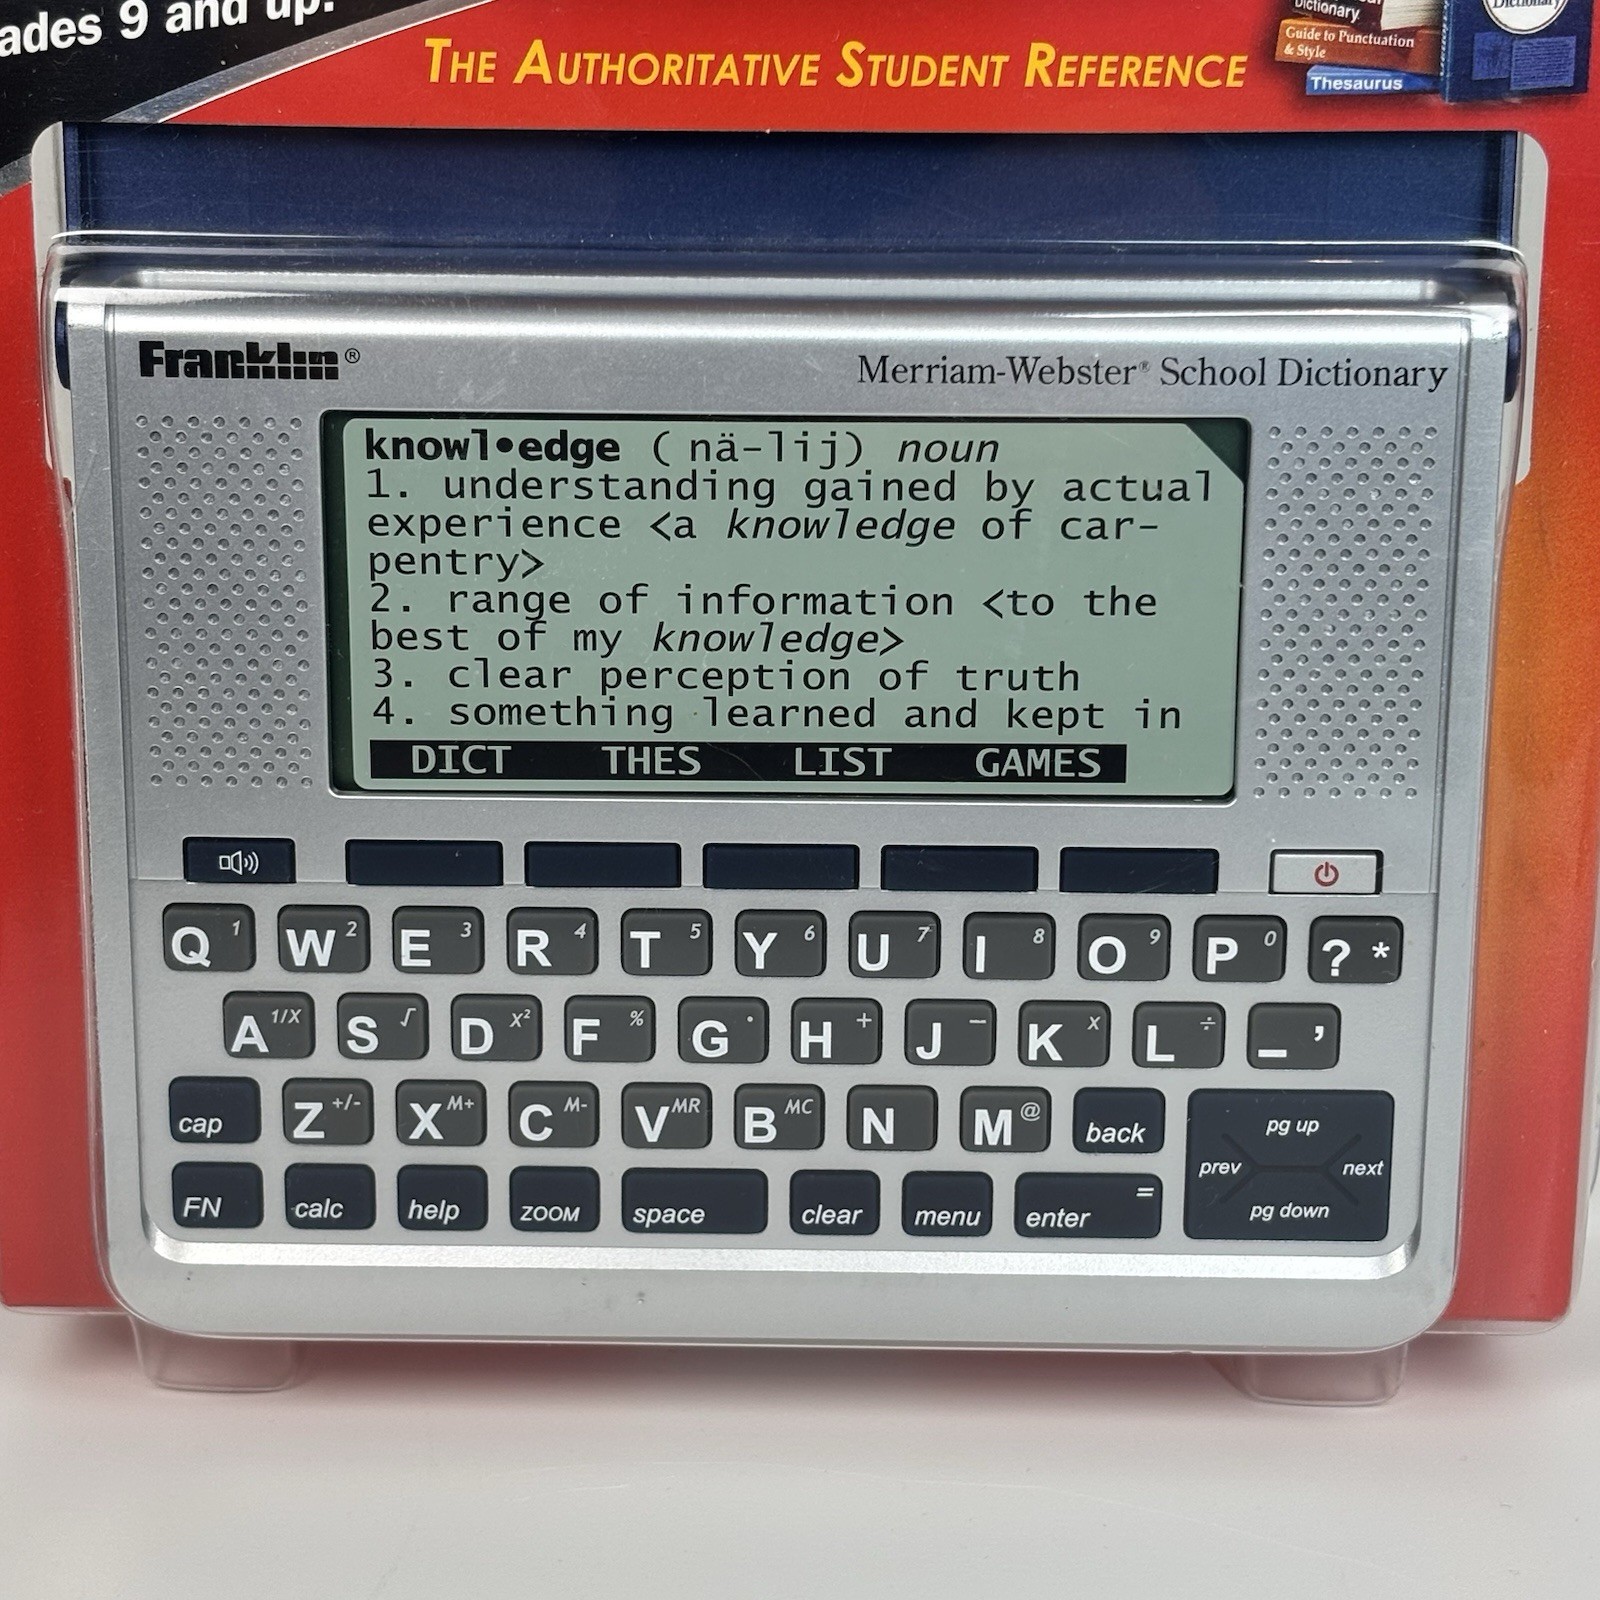 9 and up.
THE AUTHORITATIVE STUDENT REFERENCE
Dictionary
Guide to Punctuation
& Style
Thesaurus
Dictionary
Franklin®
Merriam-Webster® School Dictionary
knowl•edge (nä-lij) noun
1. understanding gained by actual
experience <a knowledge of car-
pentry>
2. range of information <to the
best of my knowledge>
3. clear perception of truth
4. something learned and kept in
DICT THES LIST GAMES
Q 1 W 2 E 3 R 4 T 5 Y 6 U 7 I 8 O 9 P 0 ? *
A 1/X S √ D X² F % G . H + J − K x L ÷ – ’
cap Z +/- X M+ C M- V MR B MC N M @ back
pg up
prev next
pg down
FN calc help ZOOM space clear menu enter =